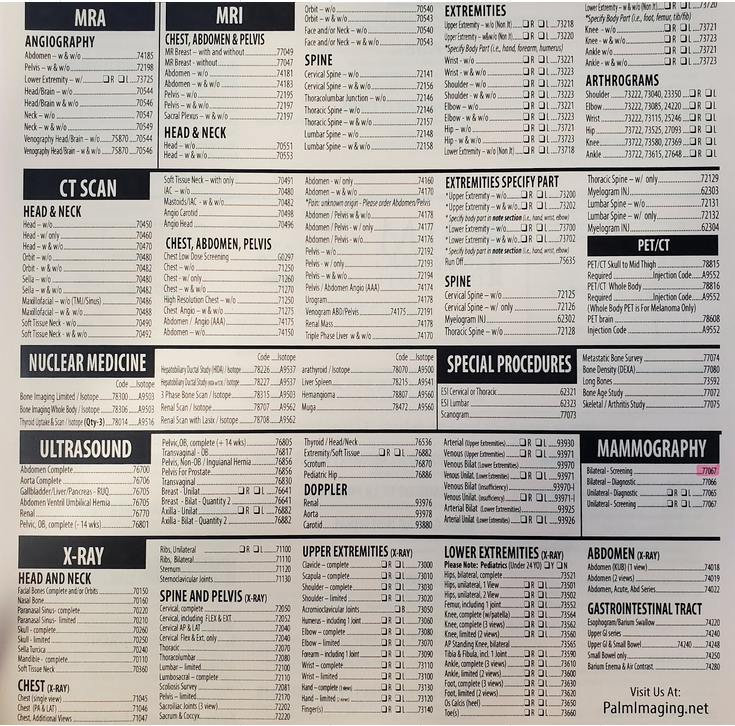 MRA
ANGIOGRAPHY
Abdomen – w & w/o 74185
Pelvis – w & w/o 72198
Lower Extremity – w/ R L 73725
Head/Brain – w/o 70544
Head/Brain – w & w/o 70546
Neck – w/o 70547
Neck – w & w/o 70549
Venography Head/Brain – w/o 75870 70544
Venography Head/Brain – w & w/o 75870 70546
MRI
CHEST, ABDOMEN & PELVIS
MR Breast – with and without 77049
MR Breast - without 77047
Abdomen – w/o 74181
Abdomen – w & w/o 74183
Pelvis – w/o 72195
Pelvis – w & w/o 72197
Sacral Plexus – w & w/o 72197
HEAD & NECK
Head – w/o 70551
Head – w & w/o 70553
Orbit – w/o 70540
Orbit – w & w/o 70543
Face and/or Neck – w/o 70540
Face and/or Neck – w & w/o 70543
SPINE
Cervical Spine – w/o 72141
Cervical Spine – w & w/o 72156
Thoracolumbar Junction – w & w/o 72157
Thoracic Spine – w/o 72146
Thoracic Spine – w & w/o 72157
Lumbar Spine – w/o 72148
Lumbar Spine – w & w/o 72158
EXTREMITIES
Upper Extremity – w/o (Non Jt) R L 73218
Upper Extremity – w&w/o (Non Jt) R L 73220
*Specify Body Part (i.e., hand, forearm, humerus)
Wrist - w/o R L 73221
Wrist – w & w/o R L 73223
Shoulder – w/o R L 73221
Shoulder – w & w/o R L 73223
Elbow – w/o R L 73221
Elbow – w & w/o R L 73223
Hip – w/o R L 73721
Hip - w & w/o R L 73723
Lower Extremity – w/o (Non Jt) R L 73718
*Specify Body Part (i.e., foot, femur, tib/fib)
Knee - w/o R L 73721
Knee - w & w/o R L 73723
Ankle w/o R L 73721
Ankle – w & w/o R L 73723
ARTHROGRAMS
Shoulder 73222, 73040, 23350 R L
Elbow 73222, 73085, 24220 R L
Wrist 73222, 73115, 25246 R L
Hip 73722, 73525, 27093 R L
Knee 73722, 73580, 27369 R L
Ankle 73722, 73615, 27648 R L
CT SCAN
HEAD & NECK
Head – w/o 70450
Head – w/ only 70460
Head – w & w/o 70470
Orbit – w/o 70480
Orbit - w & w/o 70482
Sella – w/o 70480
Sella – w & w/o 70482
Maxillofacial – w/o (TMJ/Sinus) 70486
Maxillofacial – w & w/o 70488
Soft Tissue Neck – w/o 70490
Soft Tissue Neck - w & w/o 70492
Soft Tissue Neck – with only 70491
IAC – w/o 70480
Mastoids/IAC - w & w/o 70482
Angio Carotid 70498
Angio Head 70496
CHEST, ABDOMEN, PELVIS
Chest Low Dose Screening G0297
Chest – w/o 71250
Chest – w/ only 71260
Chest – w & w/o 71270
High Resolution Chest – w/o 71250
Chest Angio – w & w/o 71275
Abdomen / Angio (AAA) 74175
Abdomen – w/o 74150
Abdomen – w/ only 74160
Abdomen – w & w/o 74170
*Pain: unknown origin - Please order Abdomen/Pelvis
Abdomen / Pelvis w & w/o 74178
Abdomen / Pelvis – w/ only 74177
Abdomen / Pelvis – w/o 74176
Pelvis – w/o 72192
Pelvis – w/ only 72193
Pelvis – w & w/o 72194
Pelvis / Abdomen Angio (AAA) 74174
Urogram 74178
Venogram ABD/Pelvis 74175 72191
Renal Mass 74178
Triple Phase Liver w & w/o 74170
EXTREMITIES SPECIFY PART
* Upper Extremity – w/o R L 73200
* Upper Extremity – w & w/o R L 73202
* Specify body part in note section (i.e., hand, wrist, elbow)
* Lower Extremity – w/o R L 73700
* Lower Extremity – w & w/o R L 73702
* Specify body part in note section (i.e., hand, wrist, elbow)
Run Off 75635
SPINE
Cervical Spine – w/o 72125
Cervical Spine – w/ only 72126
Myelogram INJ 62302
Thoracic Spine – w/o 72128
Thoracic Spine – w/ only 72129
Myelogram INJ 62303
Lumbar Spine – w/o 72131
Lumbar Spine – w/ only 72132
Myelogram INJ 62304
PET/CT
PET/CT Skull to Mid Thigh 78815
Required Injection Code A9552
PET/CT Whole Body 78816
Required Injection Code A9552
(Whole Body PET is For Melanoma Only)
PET brain 78608
Injection Code A9552
NUCLEAR MEDICINE
Code Isotope
Bone Imaging Limited / Isotope 78300 A9503
Bone Imaging Whole Body / Isotope 78306 A9503
Thyroid Uptake & Scan / Isotope (Qty-3) 78014 A9516
Code Isotope
Hepatobiliary Ductal Study (HIDA) / Isotope 78226 A9537
Hepatobiliary Ductal Study / Isotope 78227 A9537
3 Phase Bone Scan / Isotope 78315 A9503
Renal Scan / Isotope 78707 A9562
Renal Scan with Lasix / Isotope 78708 A9562
Code Isotope
arathyroid / Isotope 78070 A9500
Liver Spleen 78215 A9541
Hemangioma 78807 A9560
Muga 78472 A9560
SPECIAL PROCEDURES
ESI Cervical or Thoracic 62321
ESI Lumbar 62323
Scanogram 77073
Metastatic Bone Survey 77074
Bone Density (DEXA) 77080
Long Bones 73592
Bone Age Study 77072
Skeletal / Arthritis Study 77075
ULTRASOUND
Abdomen Complete 76700
Aorta Complete 76706
Gallbladder/Liver/Pancreas - RUQ 76705
Abdomen Ventril Umbilical Hernia 76705
Renal 76770
Pelvic, OB, complete (- 14 wks) 76801
Pelvic,OB, complete (+ 14 wks) 76805
Transvaginal - OB 76817
Pelvis, Non-OB / Inguianal Hernia 76856
Pelvis For Prostate 76856
Transvaginal 76830
Breast - Unilat R L 76641
Breast - Bilat - Quantity 2 76641
Axilla - Unilat R L 76882
Axilla - Bilat - Quantity 2 76882
Thyroid / Head/Neck 76536
Extremity/Soft Tissue R L 76882
Scrotum 76870
Pediatric Hip 76886
DOPPLER
Renal 93976
Aorta 93978
Carotid 93880
Arterial (Upper Extremities) R L 93930
Venous Unilat. (Upper Extremities) R L 93971
Venous Bilat (Lower Extremities) 93970
Venous Unilat. (Lower Extremities) R L 93971
Venous Bilat (Insufficiency) 93970-I
Venous Unilat. (Insufficiency) R L 93971-I
Arterial Bilat (Lower Extremities) 93925
Arterial Unilat (Lower Extremities) R L 93926
MAMMOGRAPHY
Bilateral - Screening 77067
Bilateral – Diagnostic 77066
Unilateral - Diagnostic R L 77065
Unilateral - Screening R L 77067
X-RAY
HEAD AND NECK
Facial Bones Complete and/or Orbits 70150
Nasal Bone 70160
Paranasal Sinus- complete 70220
Paranasal Sinus- limited 70210
Skull - complete 70260
Skull - limited 70250
Sella Turcica 70240
Mandible - complete 70110
Soft Tissue Neck 70360
CHEST (X-RAY)
Chest (single view) 71045
Chest (PA & LAT) 71046
Chest, Additional Views 71047
Ribs, Unilateral R L 71100
Ribs, Bilateral 71110
Sternum 71120
Sternoclavicular Joints 71130
SPINE AND PELVIS (X-RAY)
Cervical, complete 72050
Cervical, including FLEX & EXT 72052
Cervical AP & LAT 72040
Cervical Flex & Ext. only 72040
Thoracic 72070
Thoracolumbar 72080
Lumbar – limited 72100
Lumbosacral – complete 72110
Scoliosis Survey 72081
Pelvis – limited 72170
Sacroiliac Joints (3 views) 72202
Sacrum & Coccyx 72220
UPPER EXTREMITIES (X-RAY)
Clavicle – complete R L 73000
Scapula – complete R L 73010
Shoulder – complete R L 73030
Shoulder – limited R L 73020
Acromioclavicular Joints B 73050
Humerus – including 1 Joint R L 73060
Elbow – complete R L 73080
Elbow – limited R L 73070
Forearm – including 1 Joint R L 73090
Wrist – complete R L 73110
Wrist – limited R L 73100
Hand – complete R L 73130
Hand – limited R L 73120
Finger(s) R L 73140
LOWER EXTREMITIES (X-RAY)
Please Note: Pediatrics (Under 24 YO) Y N
Hips, bilateral, complete 73521
Hips, unilateral, 1 view R L 73501
Hips, unilateral, 2 View R L 73502
Femur, including 1 joint R L 73552
Knee, complete (w/patella) R L 73564
Knee, complete (3 views) R L 73562
Knee, limited (2 views) R L 73560
AP Standing Knee, bilateral 73565
Tibia & Fibula, incl. 1 Joint R L 73590
Ankle, complete (3 views) R L 73610
Ankle, limited (2 views) R L 73600
Foot, complete (3 views) R L 73630
Foot, limited (2 views) R L 73620
Os Calcis (heel) R L 73650
Toe(s) R L 73660
ABDOMEN (X-RAY)
Abdomen (KUB) (1 view) 74018
Abdomen (2 views) 74019
Abdomen, Acute, Abd Series 74022
GASTROINTESTINAL TRACT
Esophogram/Barium Swallow 74220
Upper GI series 74240
Upper GI & Small Bowel 74240 74248
Small Bowel only 74250
Barium Enema & Air Contrast 74280
Visit Us At:
PalmImaging.net